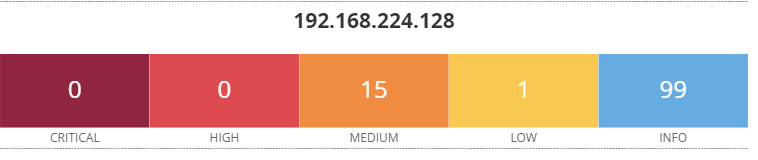 192.168.224.128
0 0 15 1 99
CRITICAL HIGH MEDIUM LOW INFO